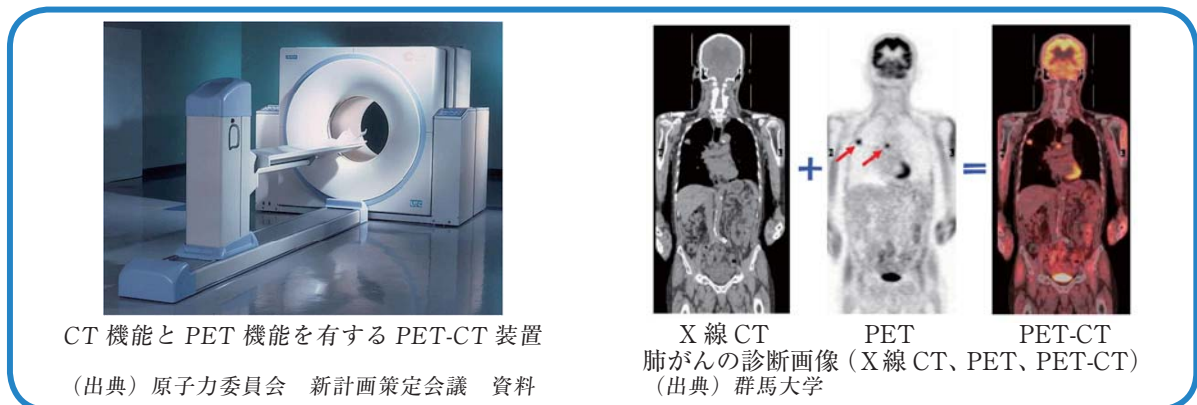 CT 機能と PET 機能を有する PET-CT 装置
（出典）原子力委員会　新計画策定会議　資料
+
=
X 線 CT
PET
PET-CT
肺がんの診断画像（X 線 CT、PET、PET-CT）
（出典）群馬大学